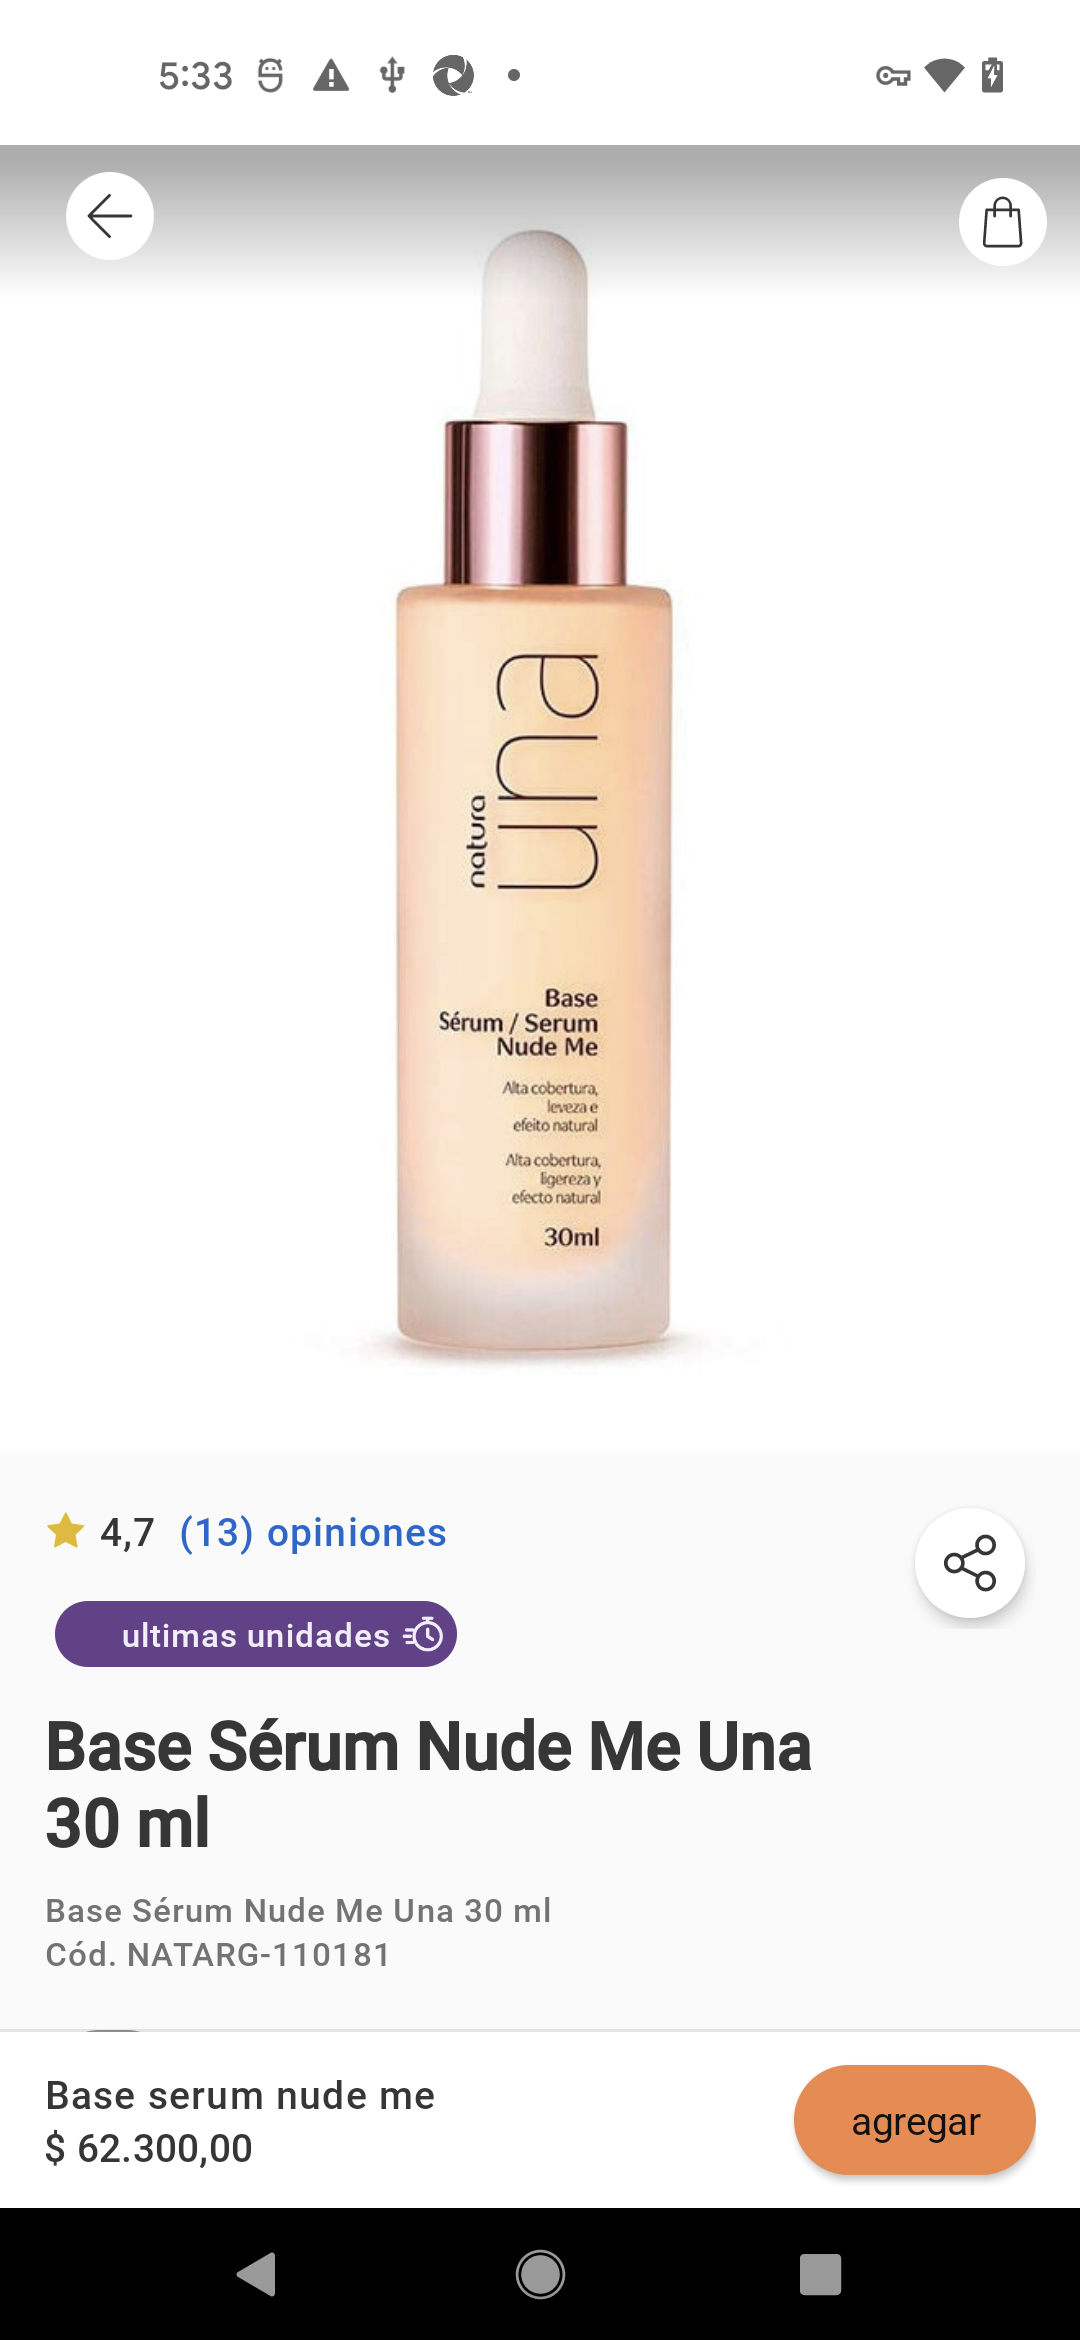 5:33
una
natura
Base
Sérum / Serum
Nude Me
Alta cobertura,
leveza e
efeito natural
Alta cobertura,
ligereza y
efecto natural
30ml
4,7 (13) opiniones
ultimas unidades
Base Sérum Nude Me Una
30 ml
Base Sérum Nude Me Una 30 ml
Cód. NATARG-110181
Base serum nude me
$ 62.300,00
agregar